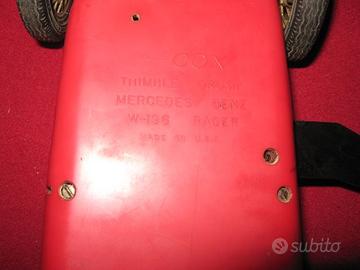 COX
THIMBLE DROME
MERCEDES BENZ
W-196 RACER
MADE IN U.S.A.
subito